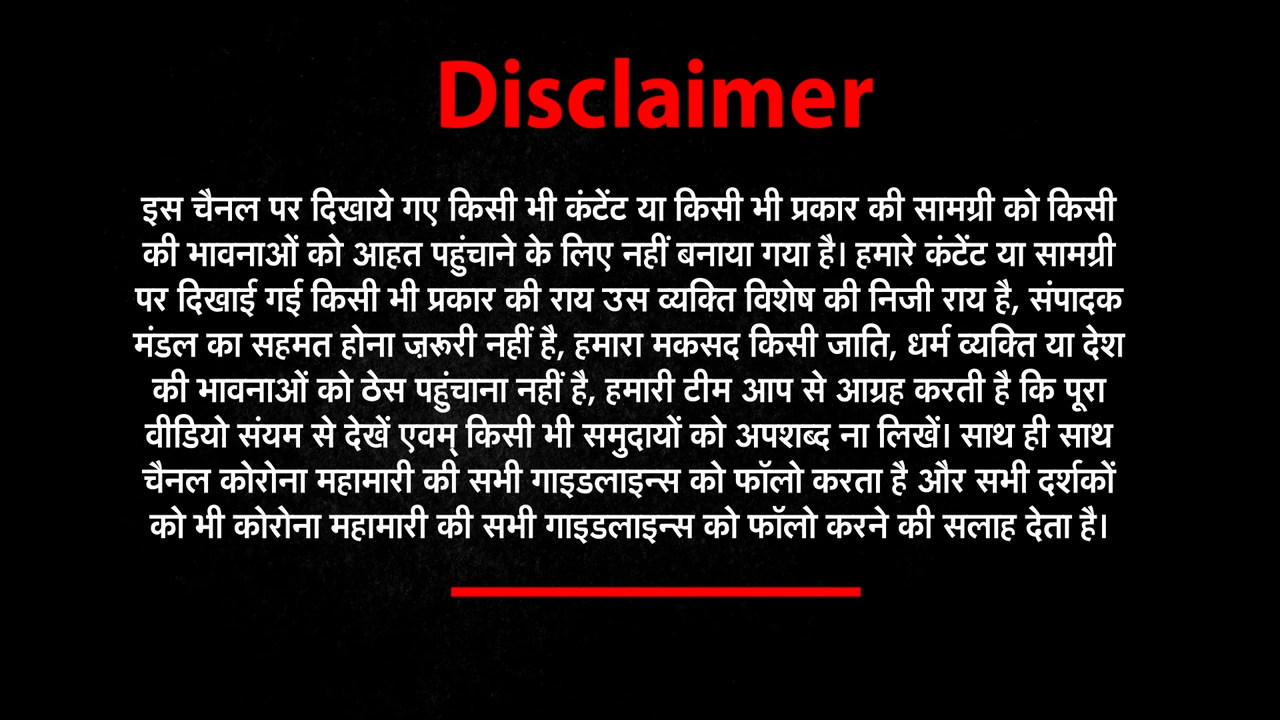 Disclaimer
इस चैनल पर दिखाये गए किसी भी कंटेंट या किसी भी प्रकार की सामग्री को किसी
की भावनाओं को आहत पहुंचाने के लिए नहीं बनाया गया है। हमारे कंटेंट या सामग्री
पर दिखाई गई किसी भी प्रकार की राय उस व्यक्ति विशेष की निजी राय है, संपादक
मंडल का सहमत होना ज़रूरी नहीं है, हमारा मकसद किसी जाति, धर्म व्यक्ति या देश
की भावनाओं को ठेस पहुंचाना नहीं है, हमारी टीम आप से आग्रह करती है कि पूरा
वीडियो संयम से देखें एवम् किसी भी समुदायों को अपशब्द ना लिखें। साथ ही साथ
चैनल कोरोना महामारी की सभी गाइडलाइन्स को फॉलो करता है और सभी दर्शकों
को भी कोरोना महामारी की सभी गाइडलाइन्स को फॉलो करने की सलाह देता है।